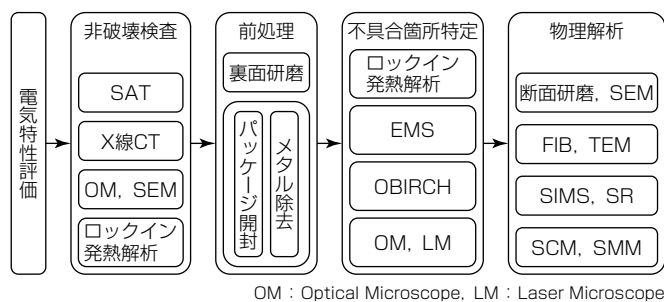 電気特性評価
非破壊検査
SAT
X線CT
OM, SEM
ロックイン
発熱解析
前処理
裏面研磨
パッケージ開封
メタル除去
不具合箇所特定
ロックイン
発熱解析
EMS
OBIRCH
OM, LM
物理解析
断面研磨, SEM
FIB, TEM
SIMS, SR
SCM, SMM
OM：Optical Microscope, LM：Laser Microscope